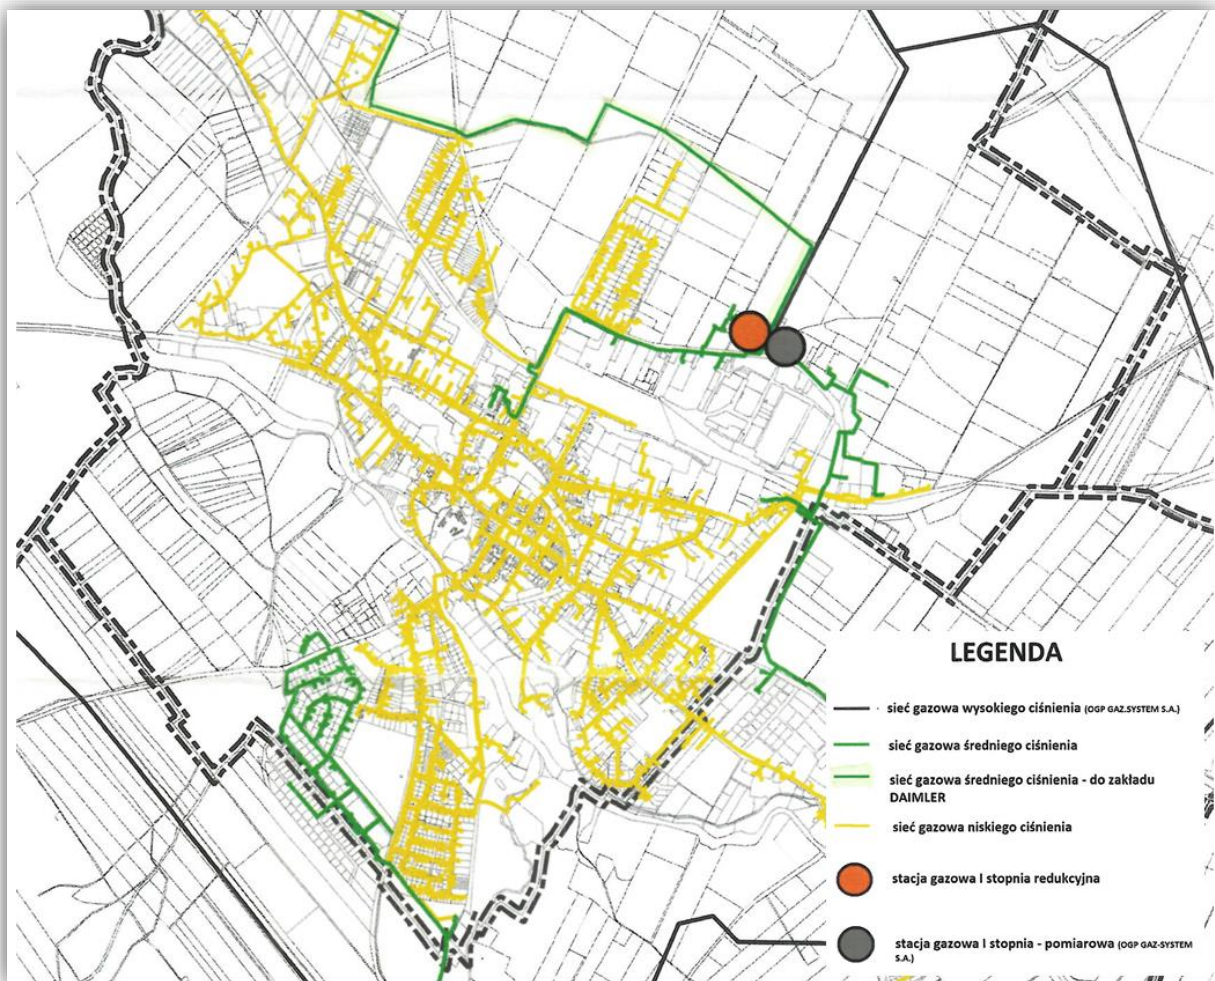 LEGENDA
sieć gazowa wysokiego ciśnienia (OGP GAZ.SYSTEM S.A.)
sieć gazowa średniego ciśnienia
sieć gazowa średniego ciśnienia - do zakładu
DAIMLER
sieć gazowa niskiego ciśnienia
stacja gazowa I stopnia redukcyjna
stacja gazowa I stopnia - pomiarowa (OGP GAZ-SYSTEM
S.A.)